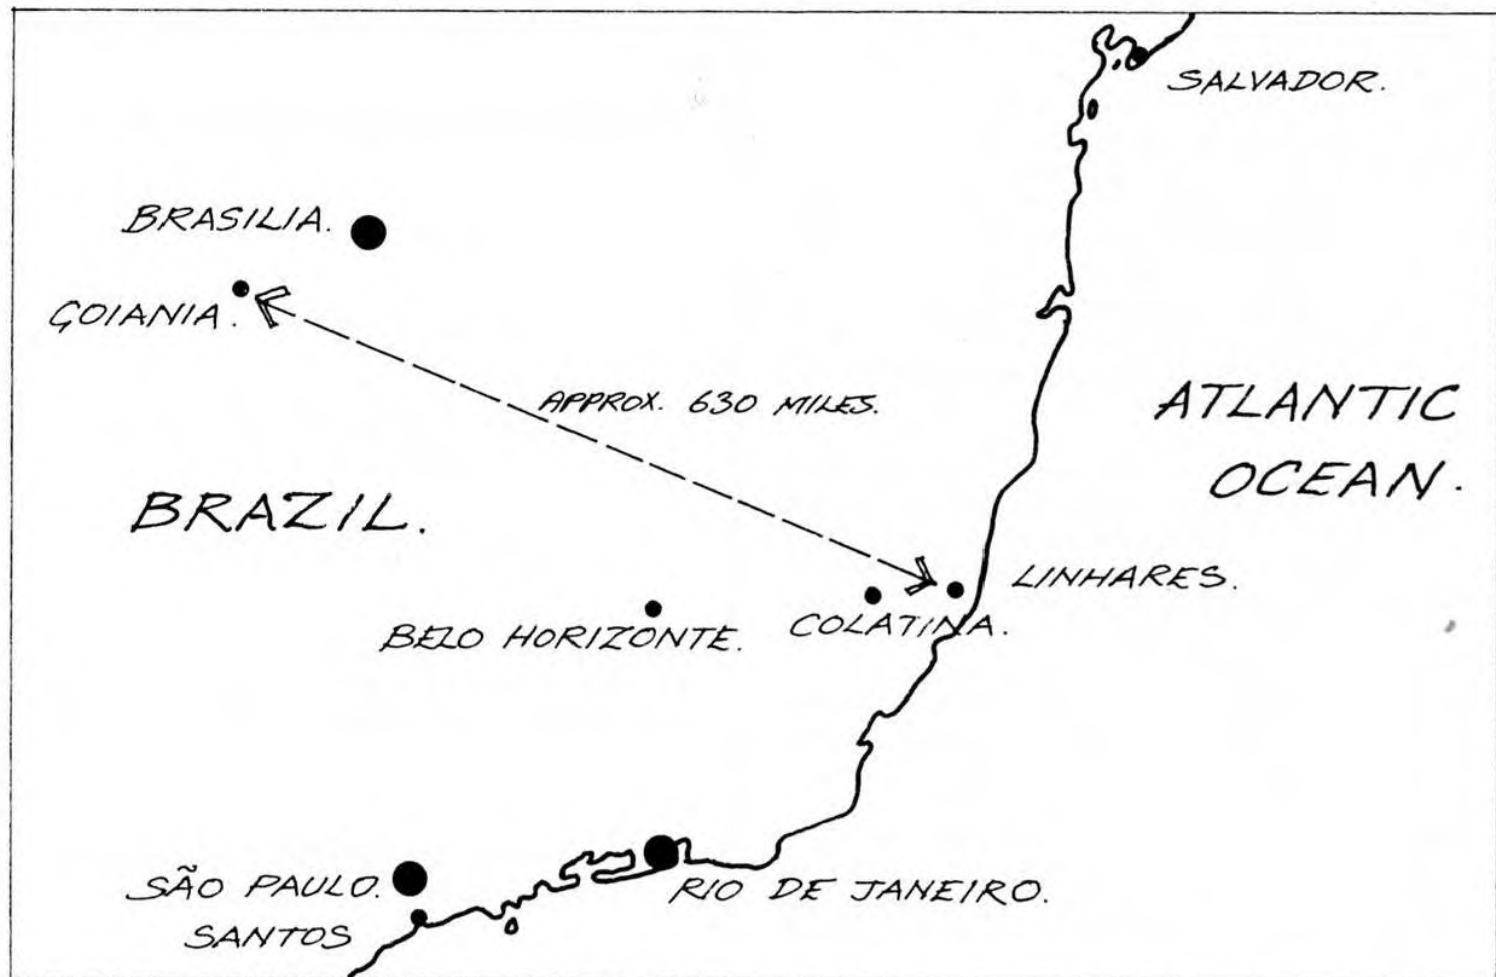 SALVADOR.
BRASILIA.
GOIANIA.
APPROX. 630 MILES.
ATLANTIC
OCEAN.
BRAZIL.
LINHARES.
COLATINA.
BELO HORIZONTE.
SÃO PAULO.
RIO DE JANEIRO.
SANTOS